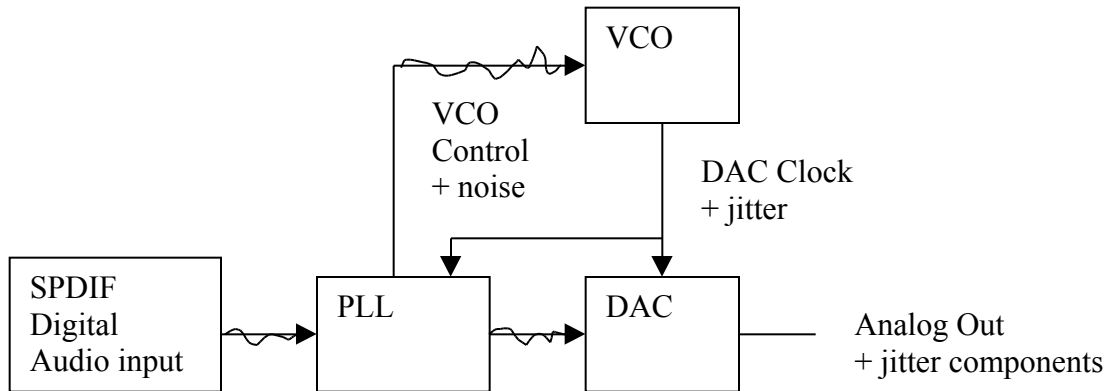 VCO
VCO
Control
+ noise
DAC Clock
+ jitter
SPDIF
Digital
Audio input
PLL
DAC
Analog Out
+ jitter components